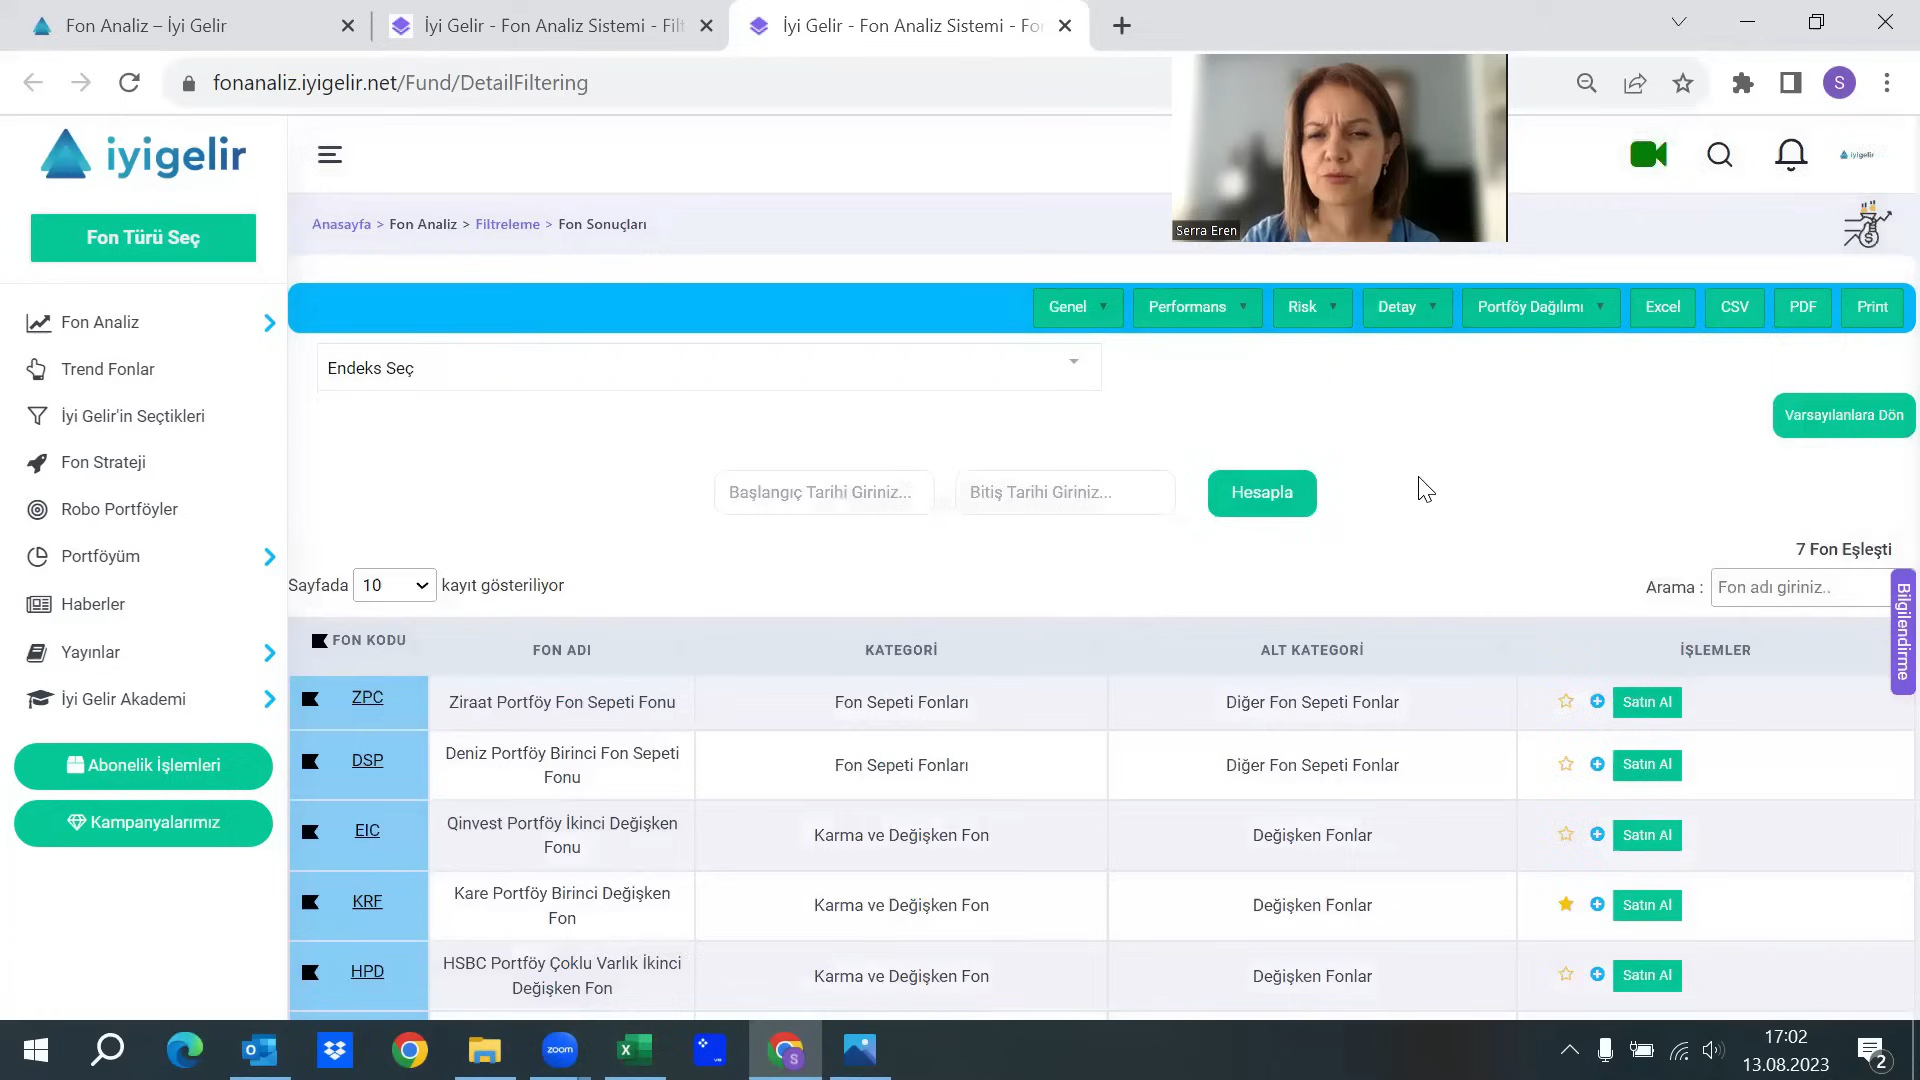 Fon Analiz – İyi Gelir
İyi Gelir - Fon Analiz Sistemi - Filt
İyi Gelir - Fon Analiz Sistemi - Fon
fonanaliz.iyigelir.net/Fund/DetailFiltering
S
iyigelir
iyigelir
Serra Eren
Fon Türü Seç
Anasayfa > Fon Analiz > Filtreleme > Fon Sonuçları
Fon Analiz
Trend Fonlar
İyi Gelir'in Seçtikleri
Fon Strateji
Robo Portföyler
Portföyüm
Haberler
Yayınlar
İyi Gelir Akademi
Abonelik İşlemleri
Kampanyalarımız
Genel Performans Risk Detay Portföy Dağılımı Excel CSV PDF Print
Endeks Seç
Varsayılanlara Dön
Başlangıç Tarihi Giriniz... Bitiş Tarihi Giriniz... Hesapla
7 Fon Eşleşti
Sayfada 10 kayıt gösteriliyor
Arama : Fon adı giriniz..
Bilgilendirme
FON KODU FON ADI KATEGORİ ALT KATEGORİ İŞLEMLER
ZPC Ziraat Portföy Fon Sepeti Fonu Fon Sepeti Fonları Diğer Fon Sepeti Fonlar Satın Al
DSP Deniz Portföy Birinci Fon Sepeti Fon Sepeti Fonları Diğer Fon Sepeti Fonlar Satın Al
Fonu
EIC Qinvest Portföy İkinci Değişken Karma ve Değişken Fon Değişken Fonlar Satın Al
Fonu
KRF Kare Portföy Birinci Değişken Karma ve Değişken Fon Değişken Fonlar Satın Al
Fon
HPD HSBC Portföy Çoklu Varlık İkinci Karma ve Değişken Fon Değişken Fonlar Satın Al
Değişken Fon
zoom
S
17:02
13.08.2023
2